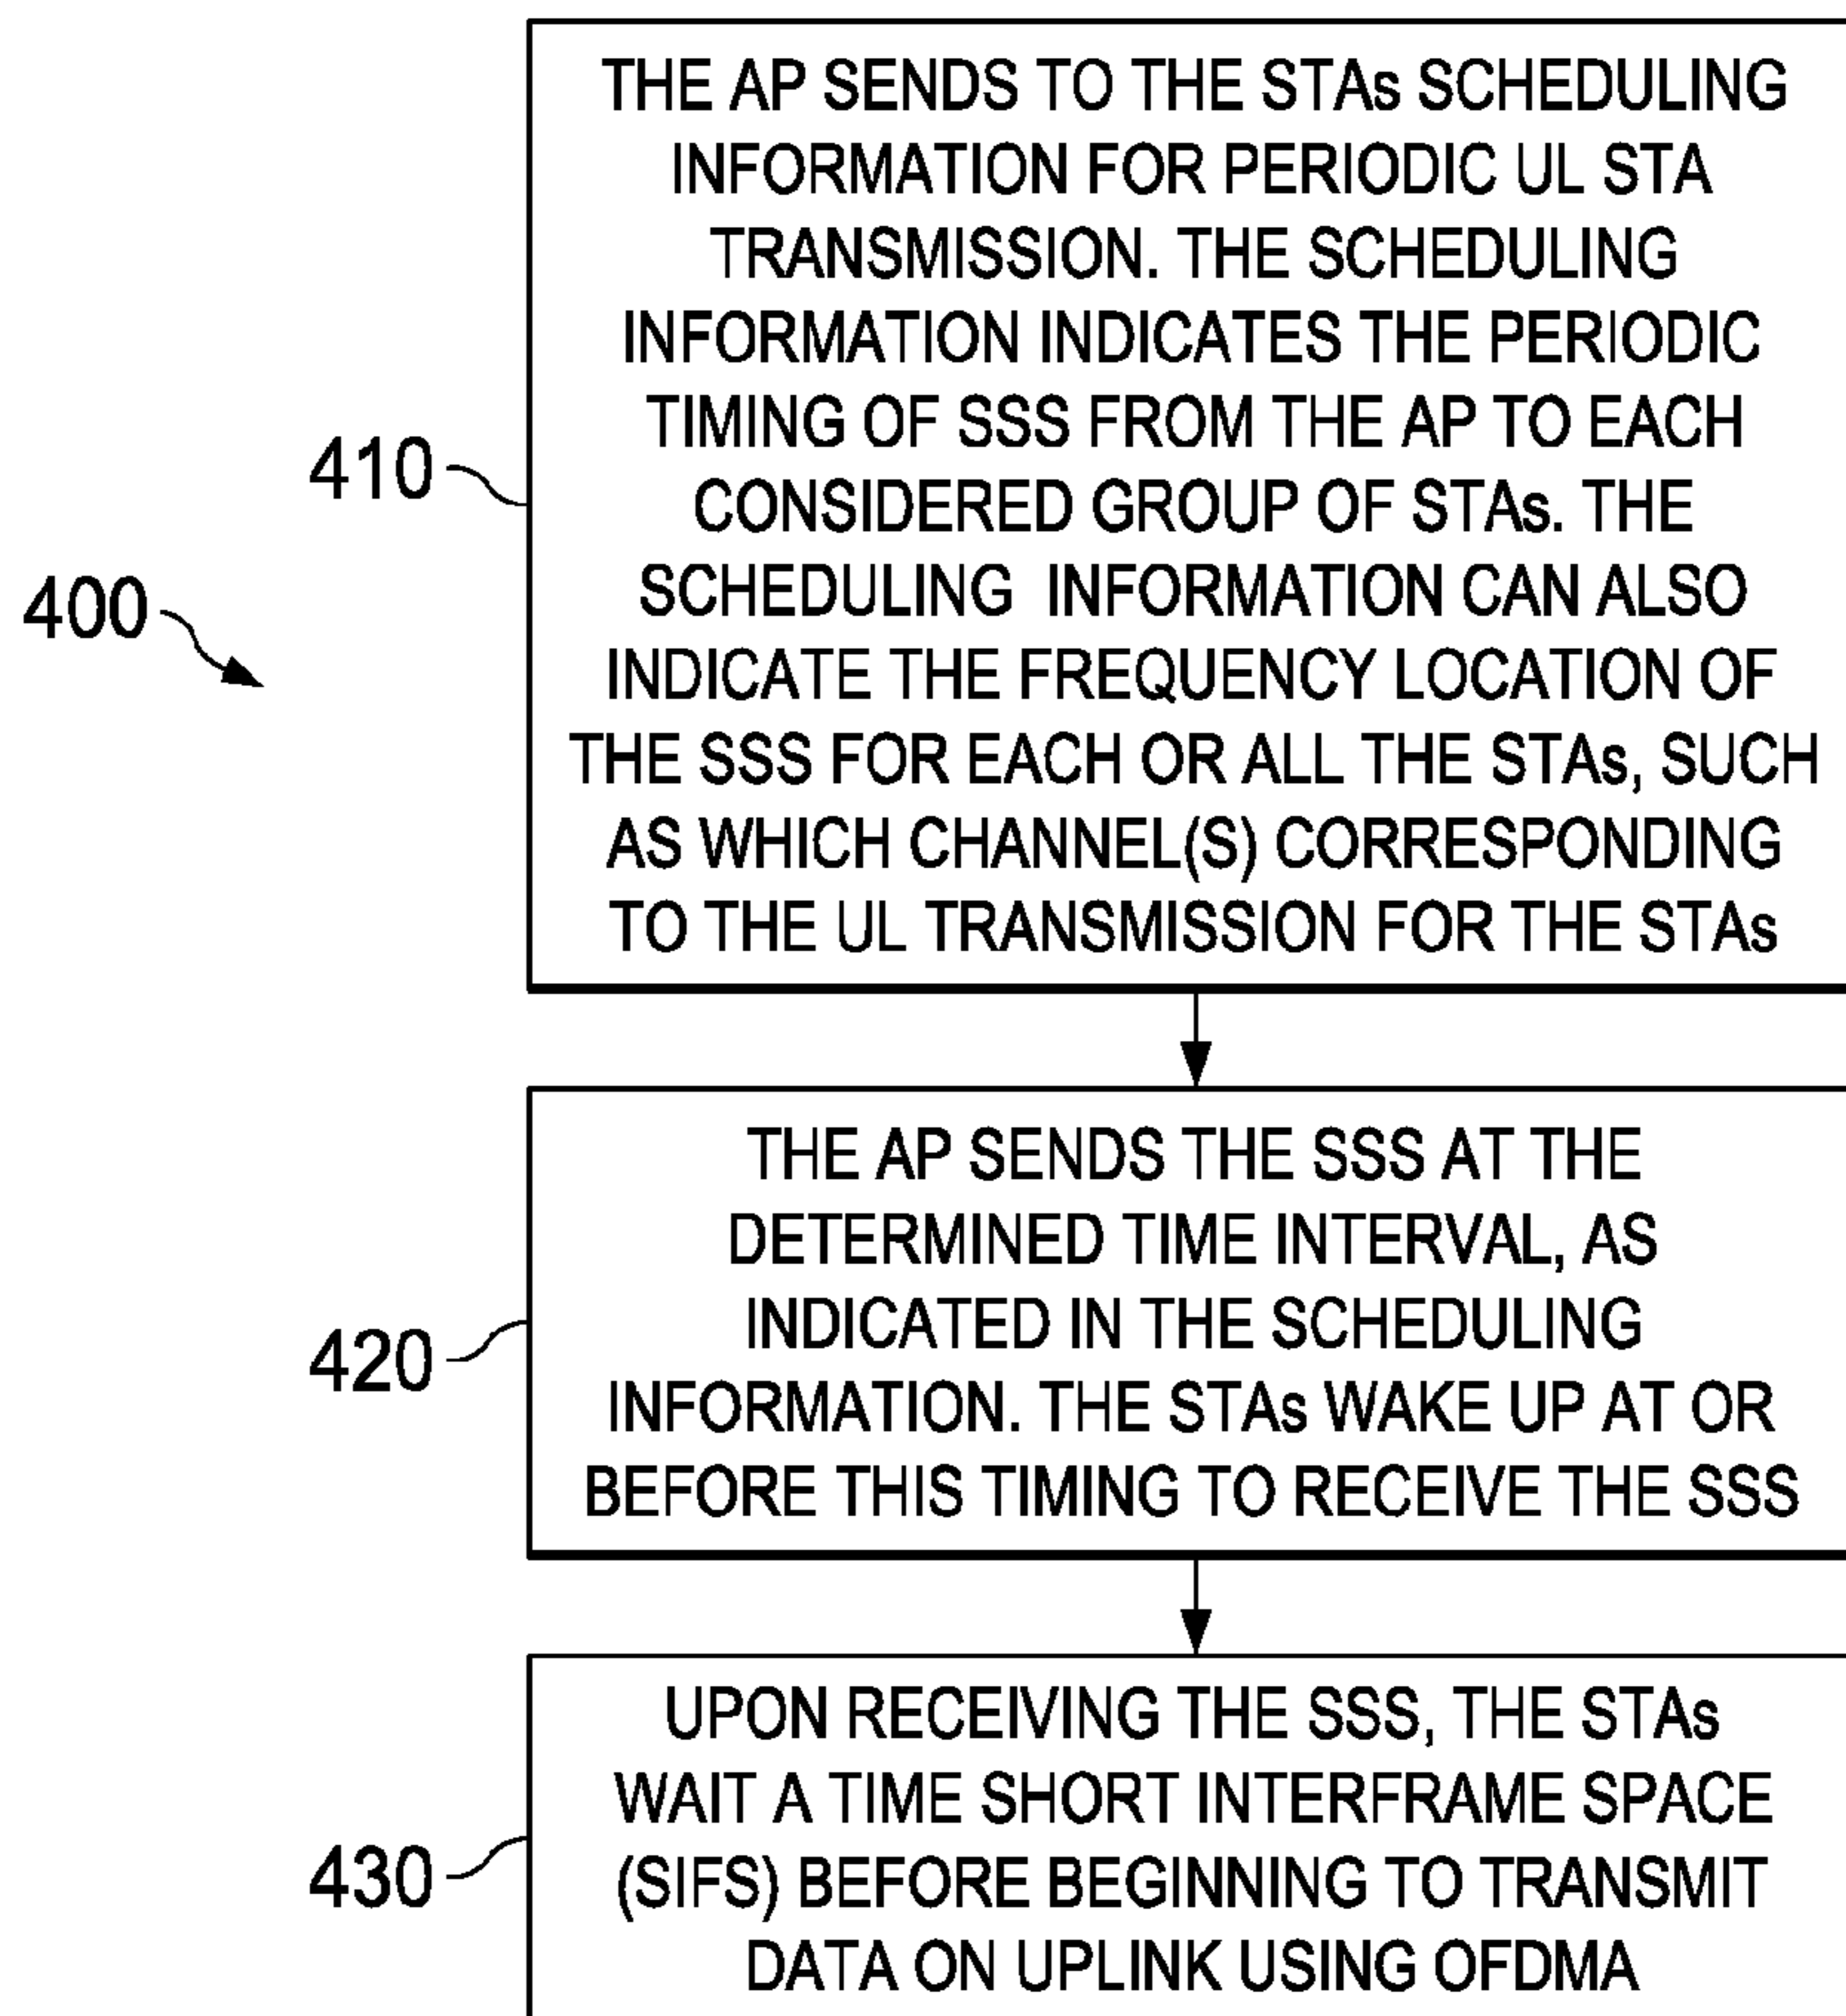 THE AP SENDS TO THE STAs SCHEDULING
INFORMATION FOR PERIODIC UL STA
TRANSMISSION. THE SCHEDULING
INFORMATION INDICATES THE PERIODIC
TIMING OF SSS FROM THE AP TO EACH
CONSIDERED GROUP OF STAs. THE
SCHEDULING INFORMATION CAN ALSO
INDICATE THE FREQUENCY LOCATION OF
THE SSS FOR EACH OR ALL THE STAs, SUCH
AS WHICH CHANNEL(S) CORRESPONDING
TO THE UL TRANSMISSION FOR THE STAs
410
400
THE AP SENDS THE SSS AT THE
DETERMINED TIME INTERVAL, AS
INDICATED IN THE SCHEDULING
INFORMATION. THE STAs WAKE UP AT OR
BEFORE THIS TIMING TO RECEIVE THE SSS
420
UPON RECEIVING THE SSS, THE STAs
WAIT A TIME SHORT INTERFRAME SPACE
(SIFS) BEFORE BEGINNING TO TRANSMIT
DATA ON UPLINK USING OFDMA
430